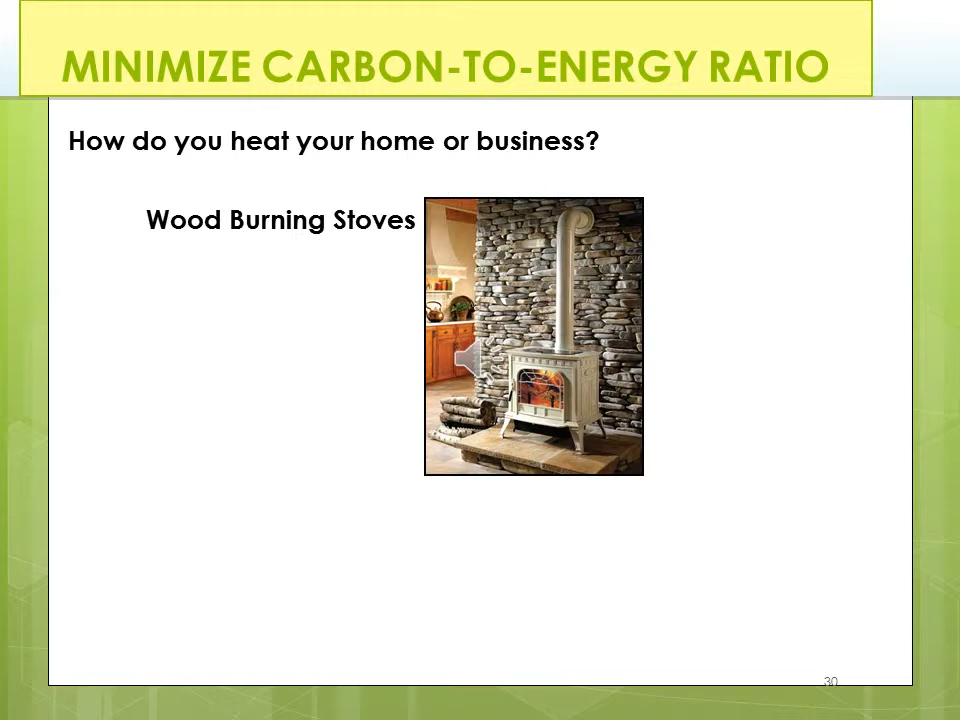 MINIMIZE CARBON-TO-ENERGY RATIO
How do you heat your home or business?
Wood Burning Stoves
30